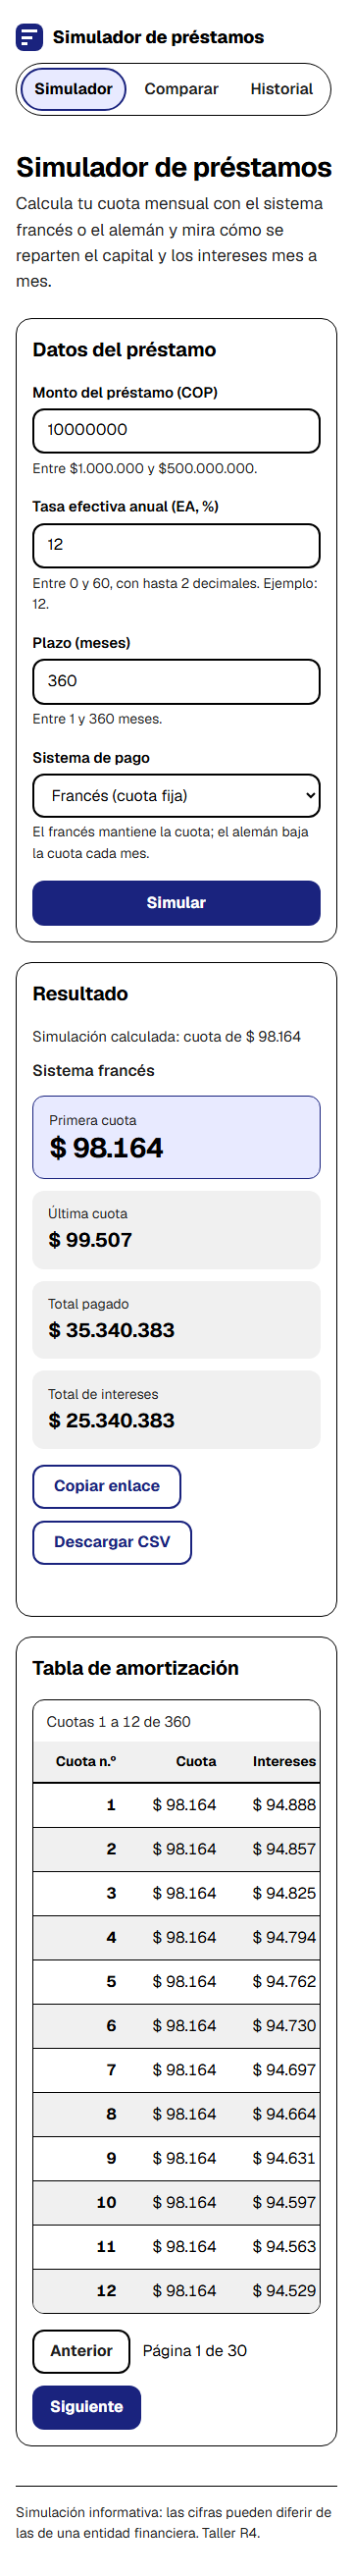 Simulador de préstamos
Simulador
Comparar
Historial
Simulador de préstamos
Calcula tu cuota mensual con el sistema
francés o el alemán y mira cómo se
reparten el capital y los intereses mes a
mes.
Datos del préstamo
Monto del préstamo (COP)
10000000
Entre $1.000.000 y $500.000.000.
Tasa efectiva anual (EA, %)
12
Entre 0 y 60, con hasta 2 decimales. Ejemplo:
12.
Plazo (meses)
360
Entre 1 y 360 meses.
Sistema de pago
Francés (cuota fija)
El francés mantiene la cuota; el alemán baja
la cuota cada mes.
Simular
Resultado
Simulación calculada: cuota de $ 98.164
Sistema francés
Primera cuota
$ 98.164
Última cuota
$ 99.507
Total pagado
$ 35.340.383
Total de intereses
$ 25.340.383
Copiar enlace
Descargar CSV
Tabla de amortización
Cuotas 1 a 12 de 360
Cuota n.º Cuota Intereses
1 $ 98.164 $ 94.888
2 $ 98.164 $ 94.857
3 $ 98.164 $ 94.825
4 $ 98.164 $ 94.794
5 $ 98.164 $ 94.762
6 $ 98.164 $ 94.730
7 $ 98.164 $ 94.697
8 $ 98.164 $ 94.664
9 $ 98.164 $ 94.631
10 $ 98.164 $ 94.597
11 $ 98.164 $ 94.563
12 $ 98.164 $ 94.529
Anterior
Página 1 de 30
Siguiente
Simulación informativa: las cifras pueden diferir de
las de una entidad financiera. Taller R4.